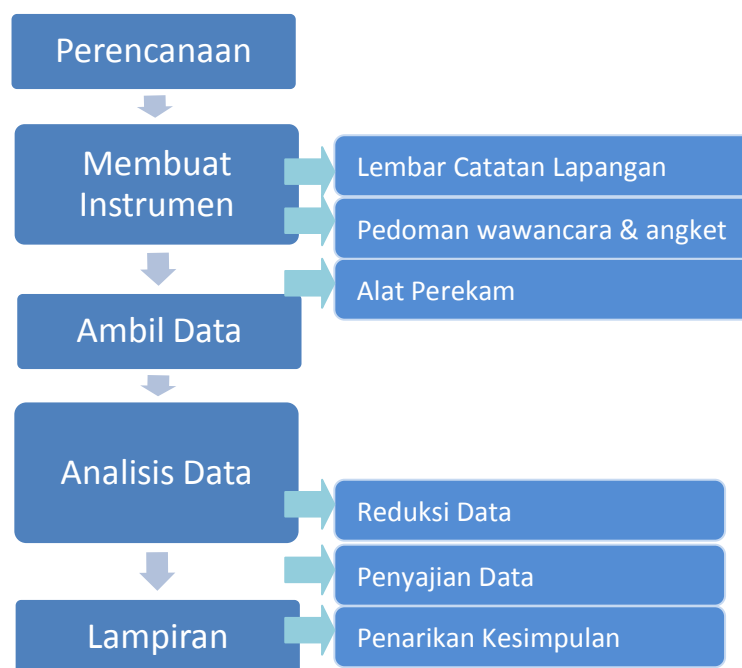 Perencanaan
Membuat
Instrumen
Lembar Catatan Lapangan
Pedoman wawancara & angket
Alat Perekam
Ambil Data
Analisis Data
Reduksi Data
Penyajian Data
Lampiran
Penarikan Kesimpulan